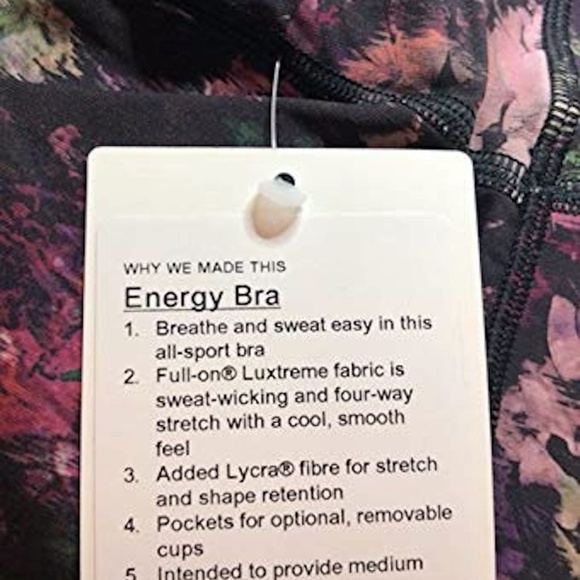 WHY WE MADE THIS
Energy Bra
1. Breathe and sweat easy in this
all-sport bra
2. Full-on® Luxtreme fabric is
sweat-wicking and four-way
stretch with a cool, smooth
feel
3. Added Lycra® fibre for stretch
and shape retention
4. Pockets for optional, removable
cups
5. Intended to provide medium